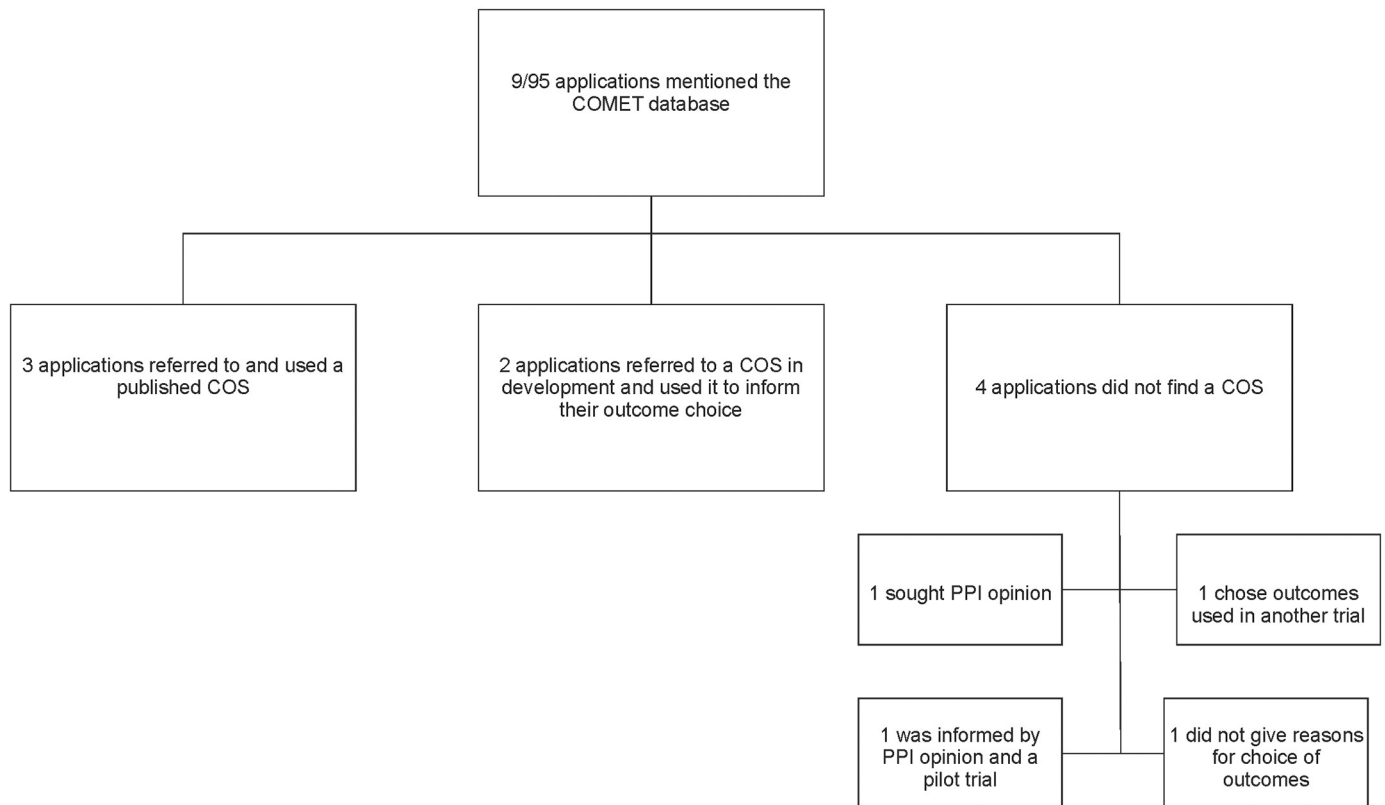 9/95 applications mentioned the
COMET database
3 applications referred to and used a
published COS
2 applications referred to a COS in
development and used it to inform
their outcome choice
4 applications did not find a COS
1 sought PPI opinion
1 chose outcomes
used in another trial
1 was informed by
PPI opinion and a
pilot trial
1 did not give reasons
for choice of
outcomes